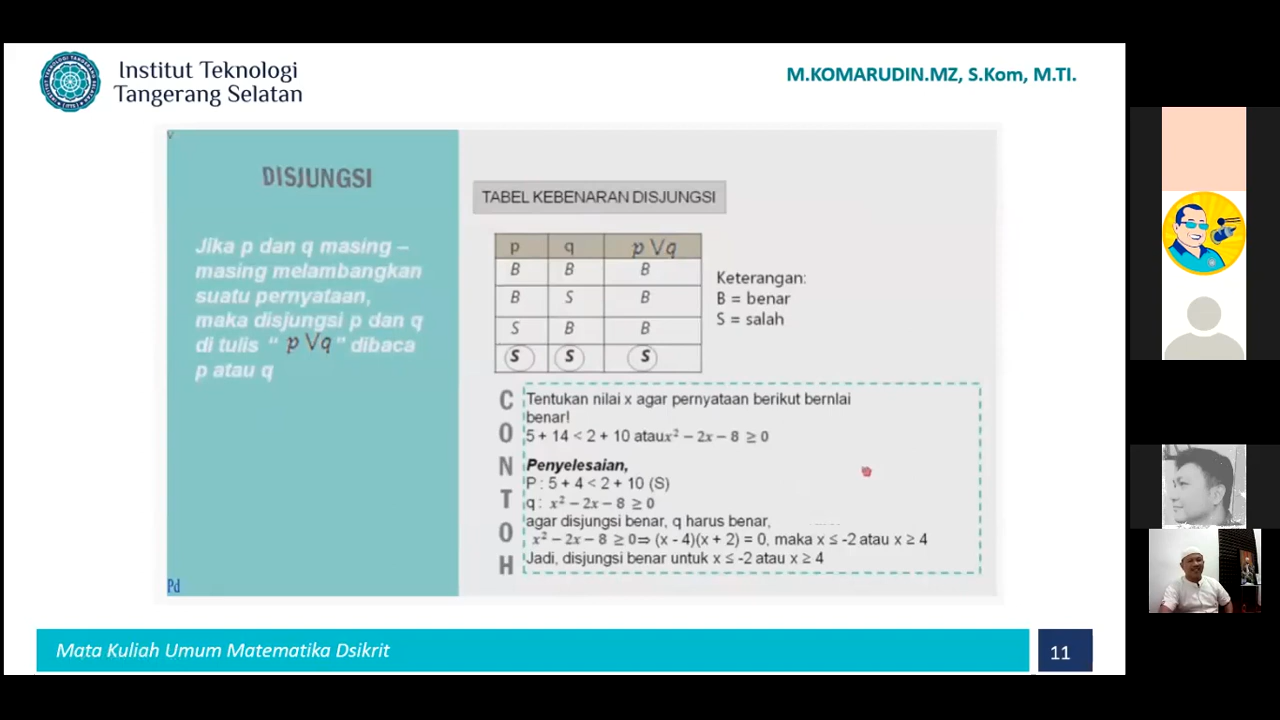 Institut Teknologi
Tangerang Selatan
M.KOMARUDIN.MZ, S.Kom, M.TI.
V
DISJUNGSI
Jika p dan q masing –
masing melambangkan
suatu pernyataan,
maka disjungsi p dan q
di tulis “ p ∨ q ” dibaca
p atau q
Pd
TABEL KEBENARAN DISJUNGSI
p q p ∨ q
B B B
B S B
S B B
S S S
Keterangan:
B = benar
S = salah
CONTOH
Tentukan nilai x agar pernyataan berikut bernlai
benar!
5 + 14 < 2 + 10 ataux² − 2x − 8 ≥ 0
Penyelesaian,
P : 5 + 4 < 2 + 10 (S)
q : x² − 2x − 8 ≥ 0
agar disjungsi benar, q harus benar,
x² − 2x − 8 ≥ 0⇒ (x - 4)(x + 2) = 0, maka x ≤ -2 atau x ≥ 4
Jadi, disjungsi benar untuk x ≤ -2 atau x ≥ 4
Mata Kuliah Umum Matematika Dsikrit
11